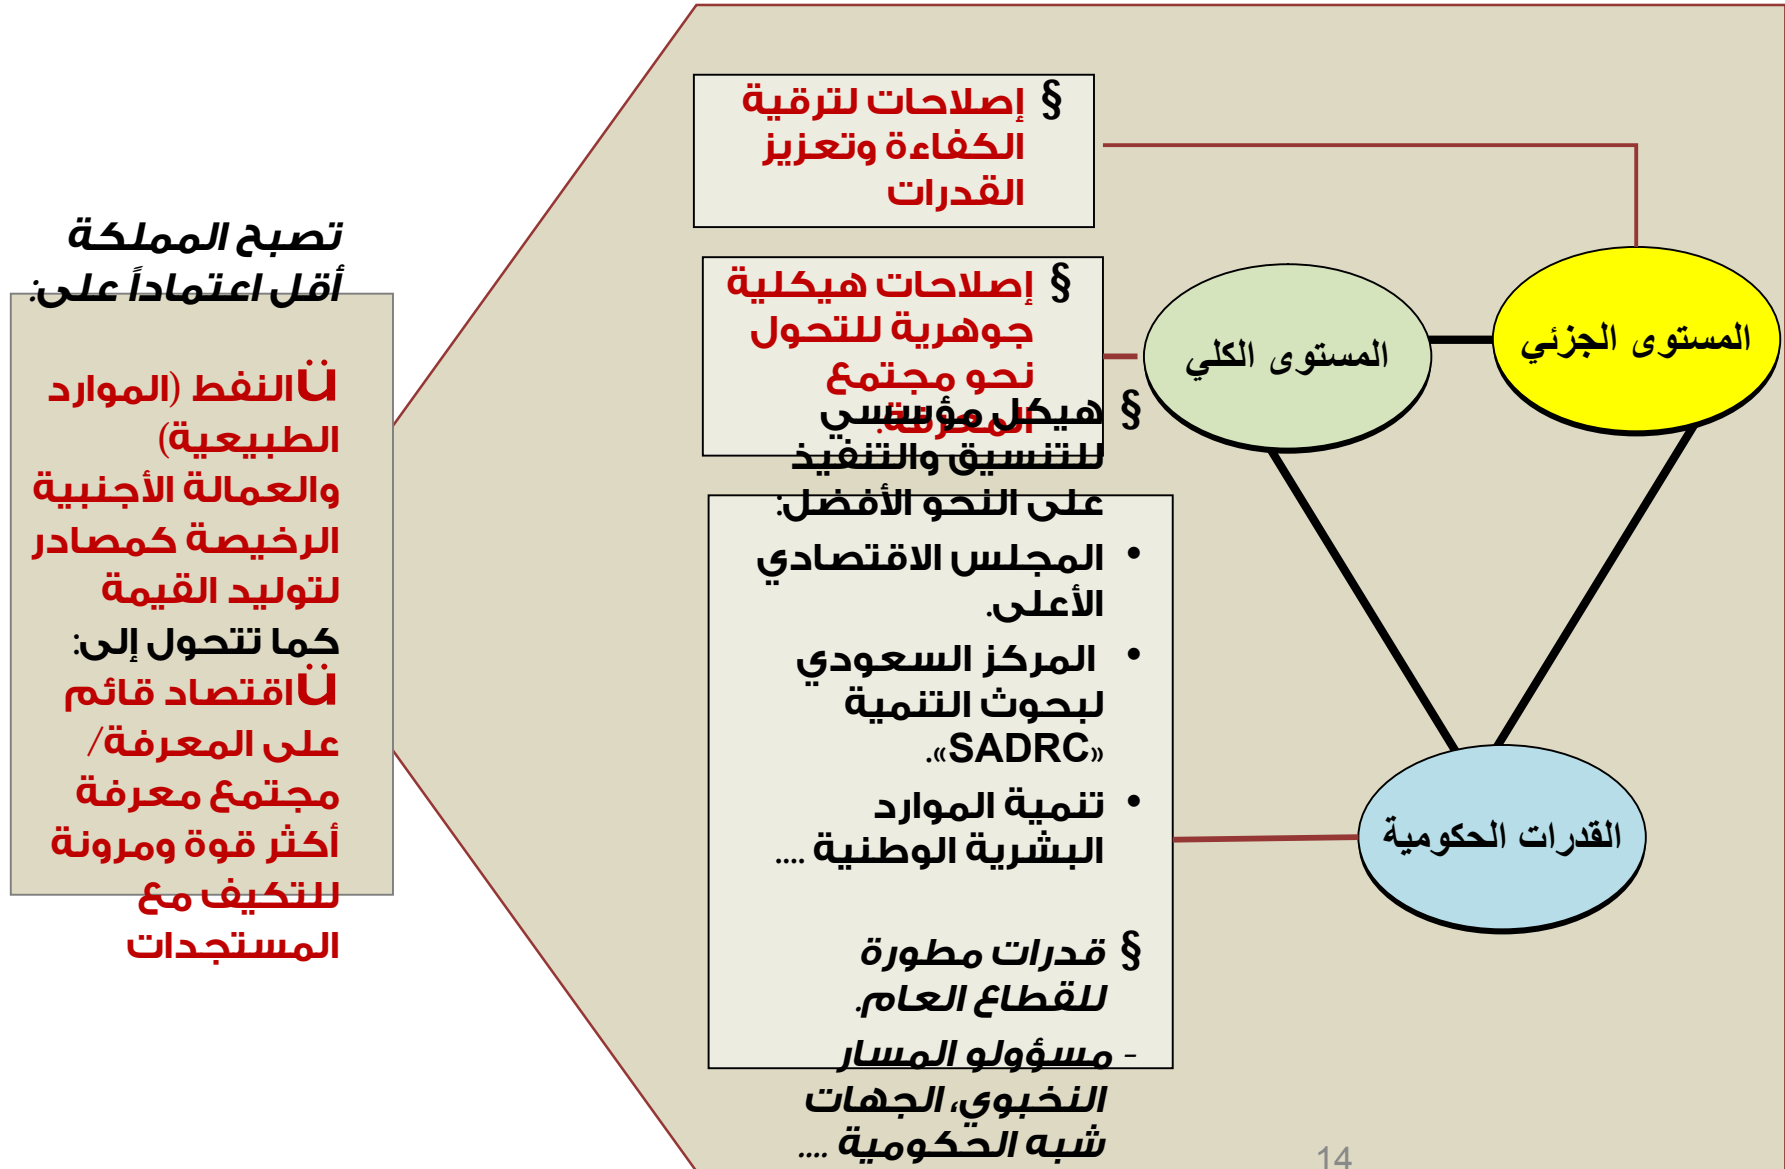 § إصلاحات لترقية
الكفاءة وتعزيز
القدرات
§ إصلاحات هيكلية
جوهرية للتحول
نحو مجتمع
المعرفة.
المستوى الجزئي
المستوى الكلي
القدرات الحكومية
§ هيكل مؤسسي
للتنسيق والتنفيذ
على النحو الأفضل:
• المجلس الاقتصادي
الأعلى.
• المركز السعودي
لبحوث التنمية
«SADRC».
• تنمية الموارد
البشرية الوطنية ....
§ قدرات مطورة
للقطاع العام.
- مسؤولو المسار
النخبوي، الجهات
شبه الحكومية ....
تصبح المملكة
أقل اعتماداً على:
Üالنفط (الموارد
الطبيعية)
والعمالة الأجنبية
الرخيصة كمصادر
لتوليد القيمة
كما تتحول إلى:
Üاقتصاد قائم
على المعرفة/
مجتمع معرفة
أكثر قوة ومرونة
للتكيف مع
المستجدات
14